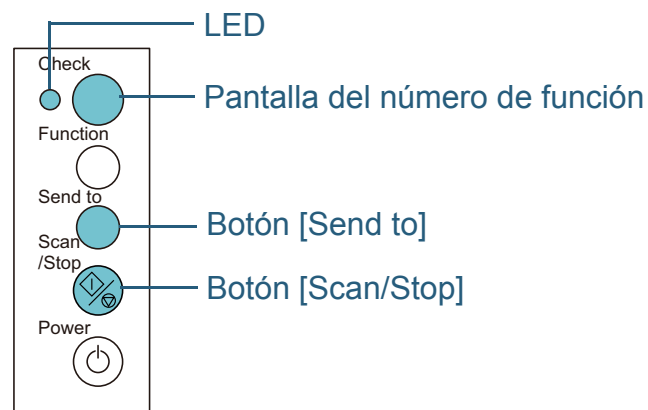 LED
Check
Pantalla del número de función
Function
Send to
Botón [Send to]
Scan
/Stop
Botón [Scan/Stop]
Power